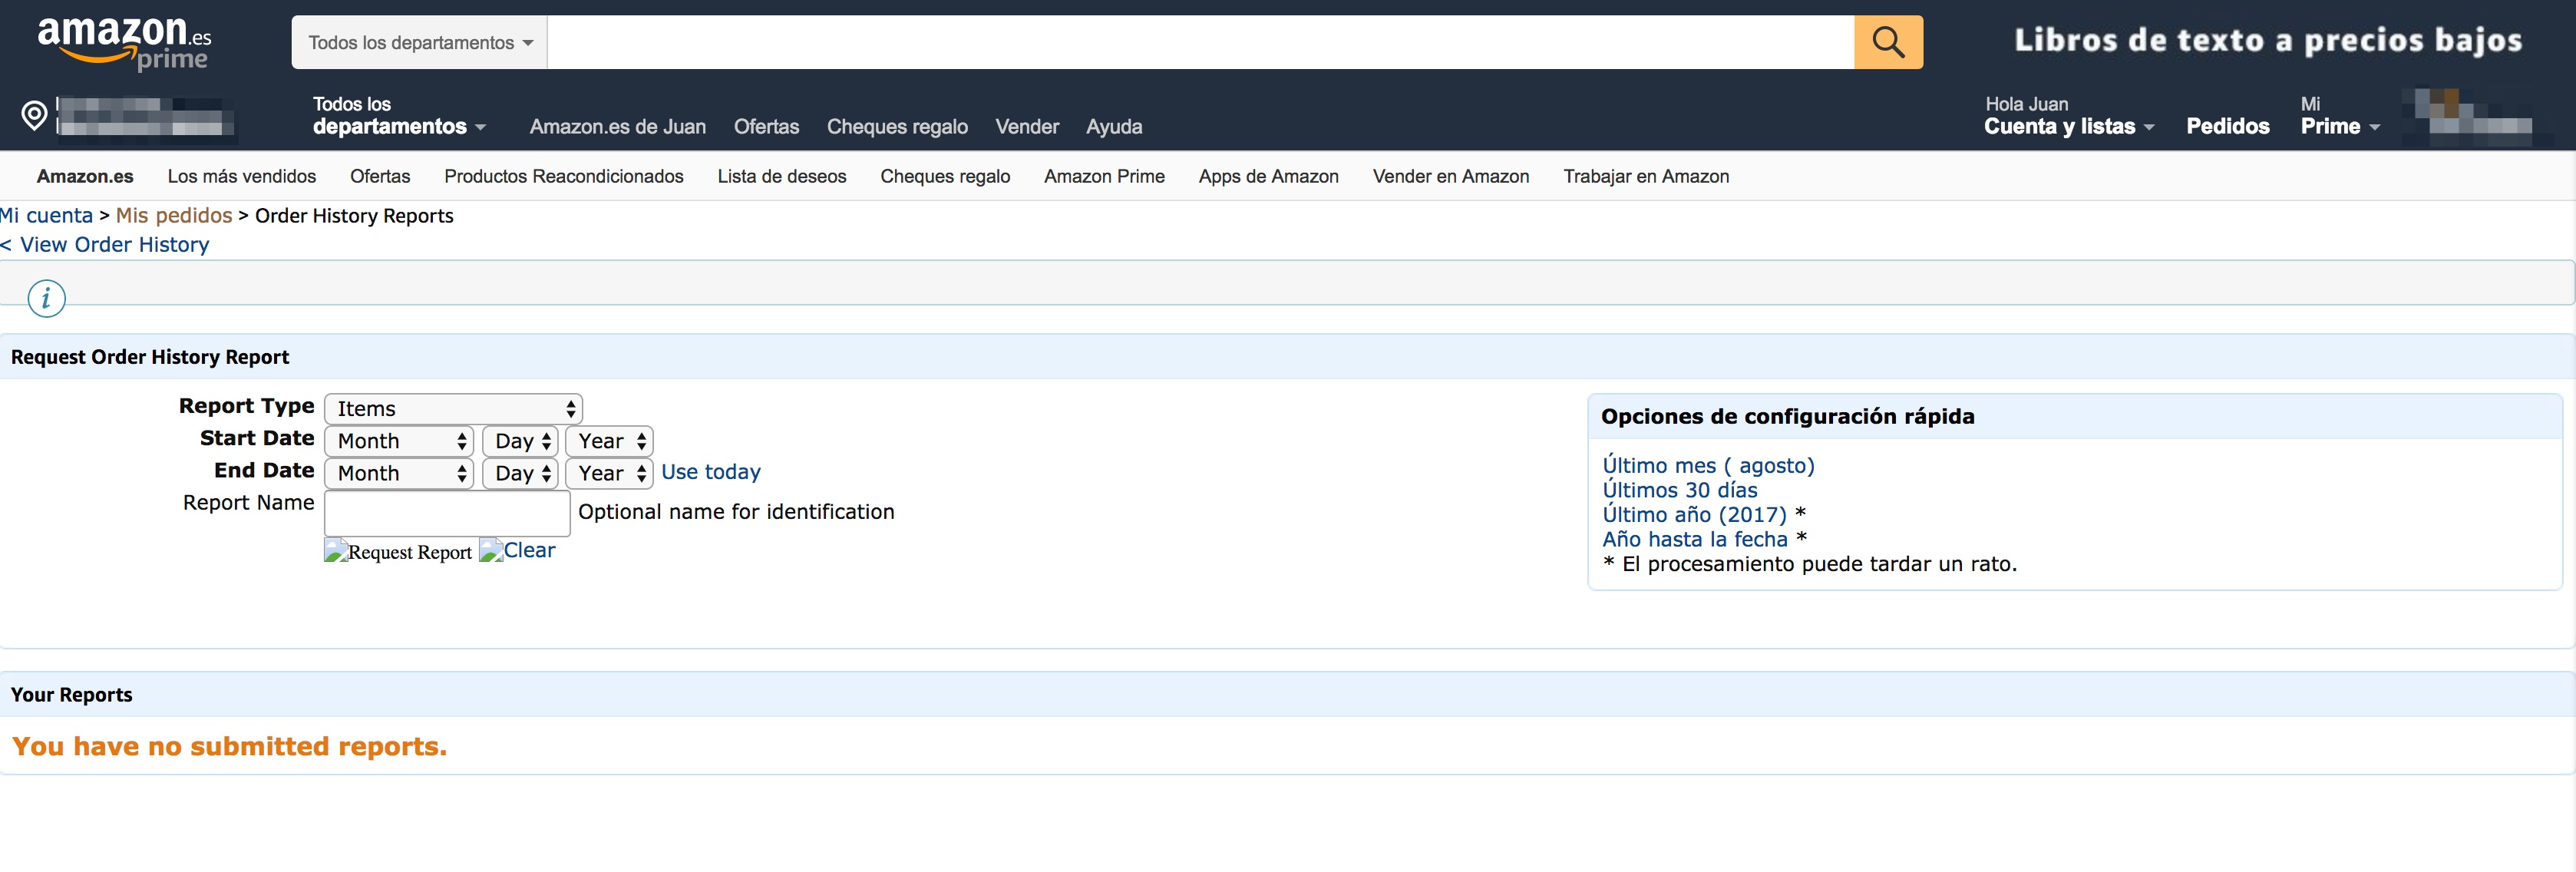 amazon.es
prime
Todos los departamentos
Libros de texto a precios bajos
Todos los
departamentos
Amazon.es de Juan Ofertas Cheques regalo Vender Ayuda
Hola Juan
Cuenta y listas
Pedidos
Mi
Prime
Amazon.es Los más vendidos Ofertas Productos Reacondicionados Lista de deseos Cheques regalo Amazon Prime Apps de Amazon Vender en Amazon Trabajar en Amazon
Mi cuenta > Mis pedidos > Order History Reports
< View Order History
i
Request Order History Report
Report Type Items
Start Date Month Day Year
End Date Month Day Year Use today
Report Name Optional name for identification
Request Report Clear
Opciones de configuración rápida
Último mes ( agosto)
Últimos 30 días
Último año (2017) *
Año hasta la fecha *
* El procesamiento puede tardar un rato.
Your Reports
You have no submitted reports.